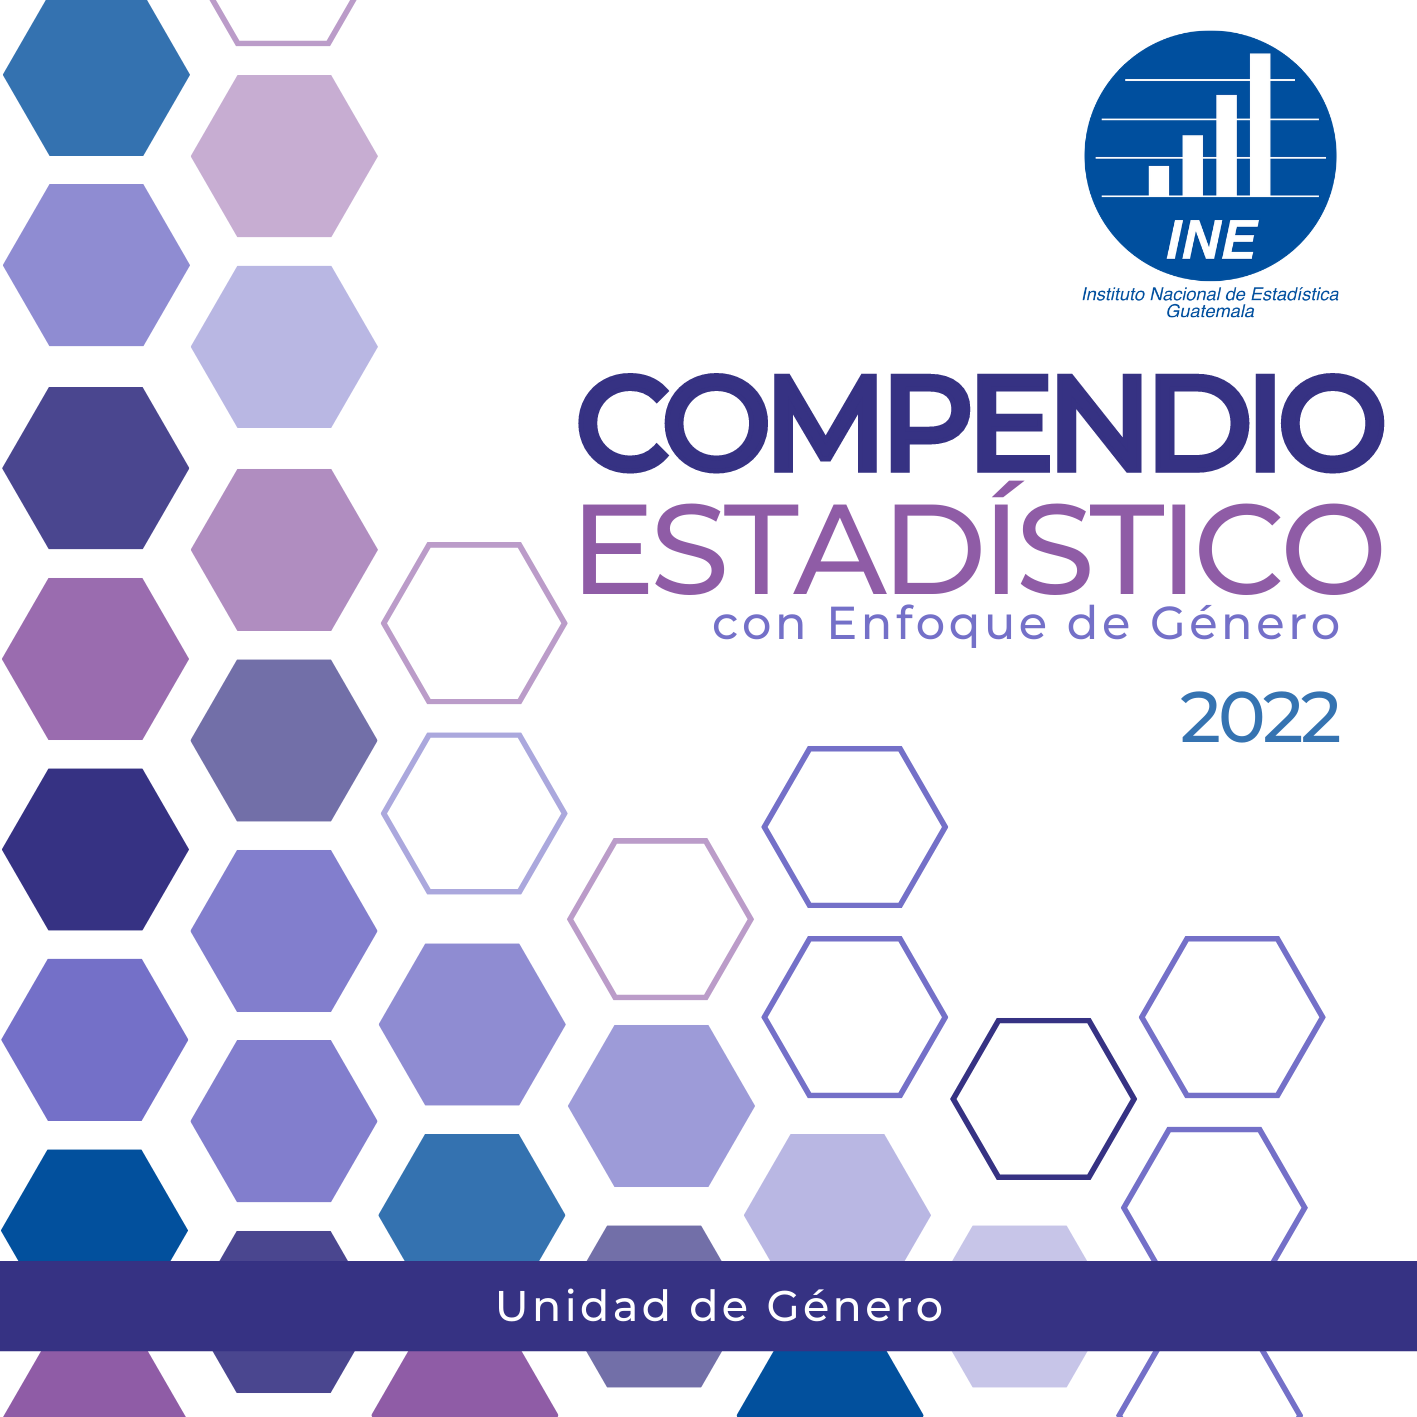 INE
Instituto Nacional de Estadística
Guatemala
COMPENDIO
ESTADÍSTICO
con Enfoque de Género
2022
Unidad de Género